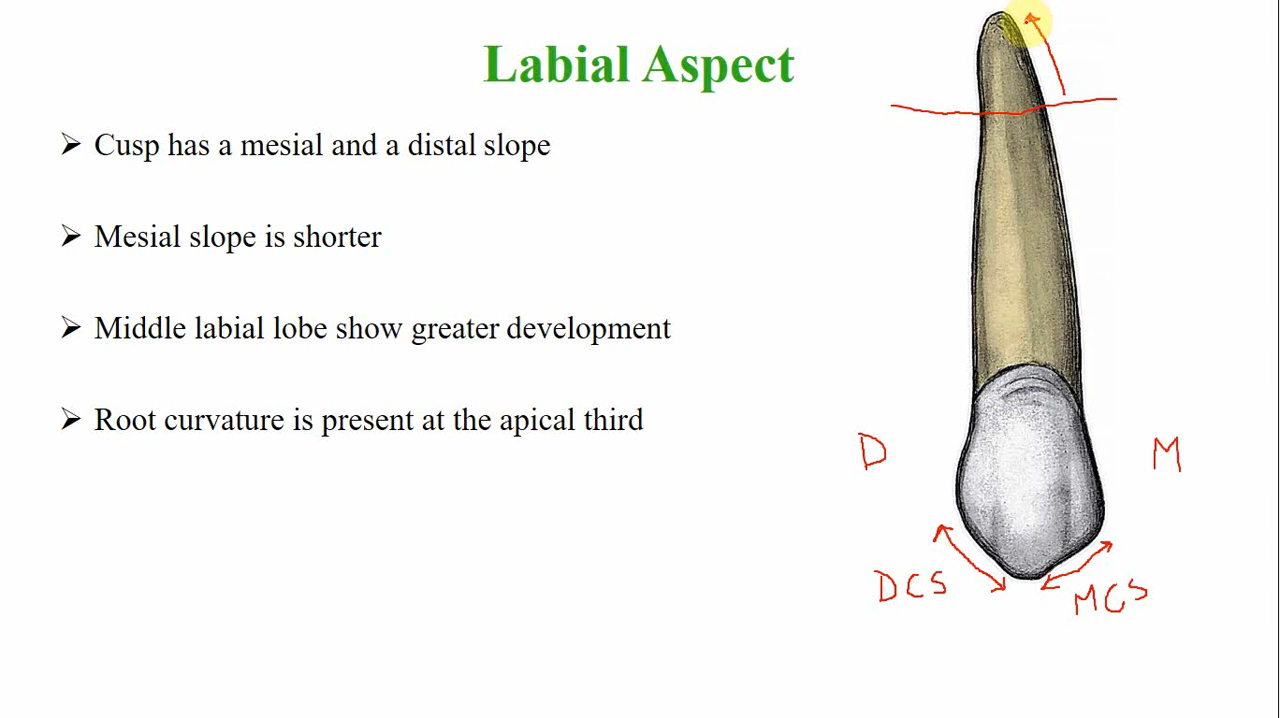 Labial Aspect
➢ Cusp has a mesial and a distal slope
➢ Mesial slope is shorter
➢ Middle labial lobe show greater development
➢ Root curvature is present at the apical third
D
M
DCS
MCS